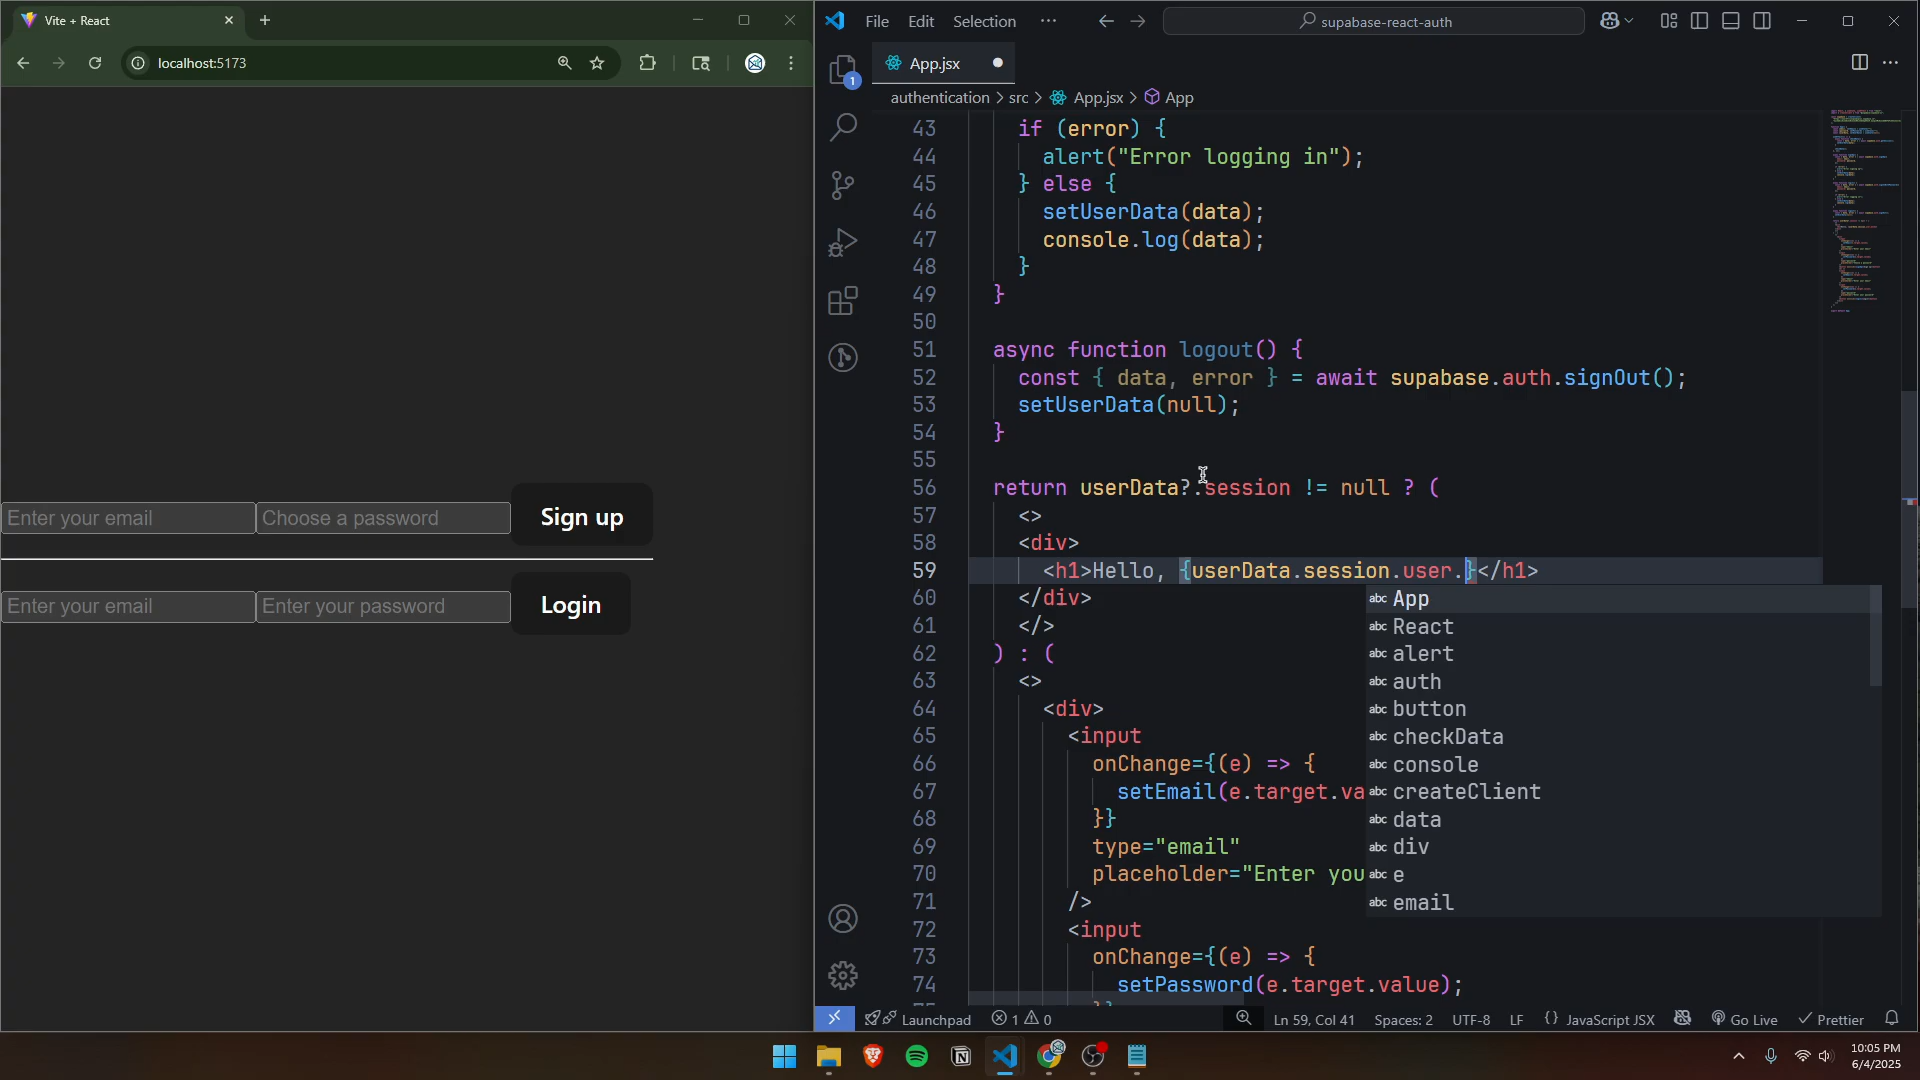 Vite + React
localhost:5173
Enter your email
Choose a password
Sign up
Enter your email
Enter your password
Login
File
Edit
Selection
supabase-react-auth
1
App.jsx
authentication > src > App.jsx > App
43 if (error) {
44 alert("Error logging in");
45 } else {
46 setUserData(data);
47 console.log(data);
48 }
49 }
50
51 async function logout() {
52 const { data, error } = await supabase.auth.signOut();
53 setUserData(null);
54 }
55
56 return userData?.session != null ? (
57 <>
58 <div>
59 <h1>Hello, {userData.session.user.}</h1>
60 </div>
61 </>
62 ) : (
63 <>
64 <div>
65 <input
66 onChange={(e) => {
67 setEmail(e.target.va
68 }}
69 type="email"
70 placeholder="Enter you
71 />
72 <input
73 onChange={(e) => {
74 setPassword(e.target.value);
abc App
abc React
abc alert
abc auth
abc button
abc checkData
abc console
abc createClient
abc data
abc div
abc e
abc email
Launchpad
1
0
Ln 59, Col 41
Spaces: 2
UTF-8
LF
{} JavaScript JSX
Go Live
Prettier
10:05 PM
6/4/2025